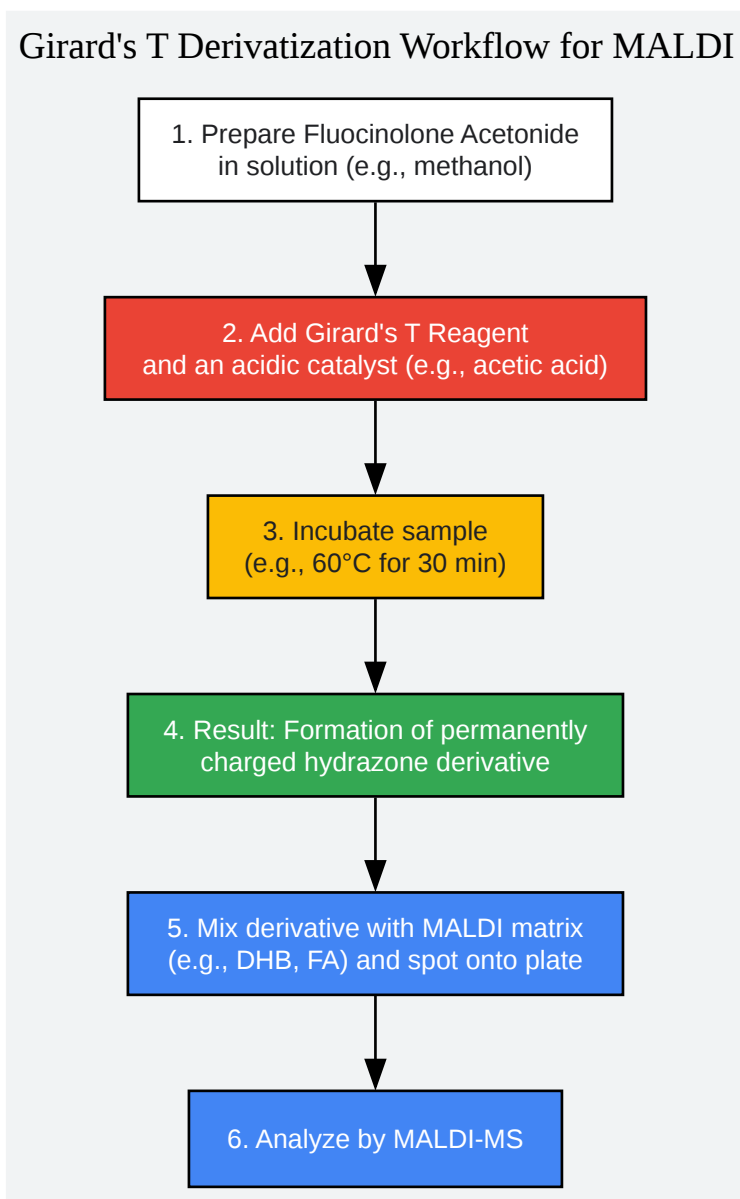 Girard's T Derivatization Workflow for MALDI
1. Prepare Fluocinolone Acetonide
in solution (e.g., methanol)
2. Add Girard's T Reagent
and an acidic catalyst (e.g., acetic acid)
3. Incubate sample
(e.g., 60°C for 30 min)
4. Result: Formation of permanently
charged hydrazone derivative
5. Mix derivative with MALDI matrix
(e.g., DHB, FA) and spot onto plate
6. Analyze by MALDI-MS